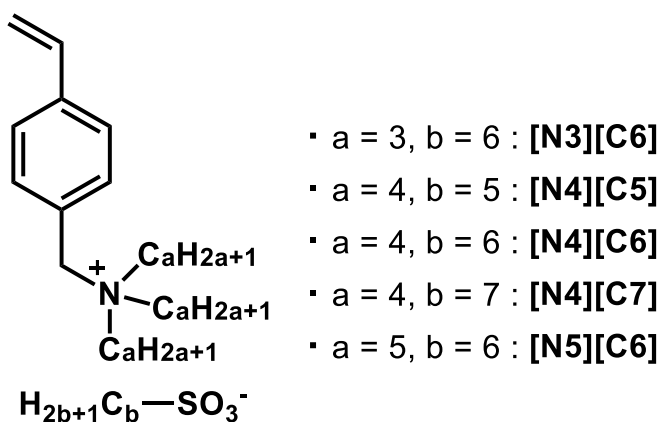 · a = 3, b = 6 : [N3][C6]
· a = 4, b = 5 : [N4][C5]
· a = 4, b = 6 : [N4][C6]
· a = 4, b = 7 : [N4][C7]
· a = 5, b = 6 : [N5][C6]
CaH2a+1
N+
CaH2a+1
CaH2a+1
H2b+1Cb—SO3-